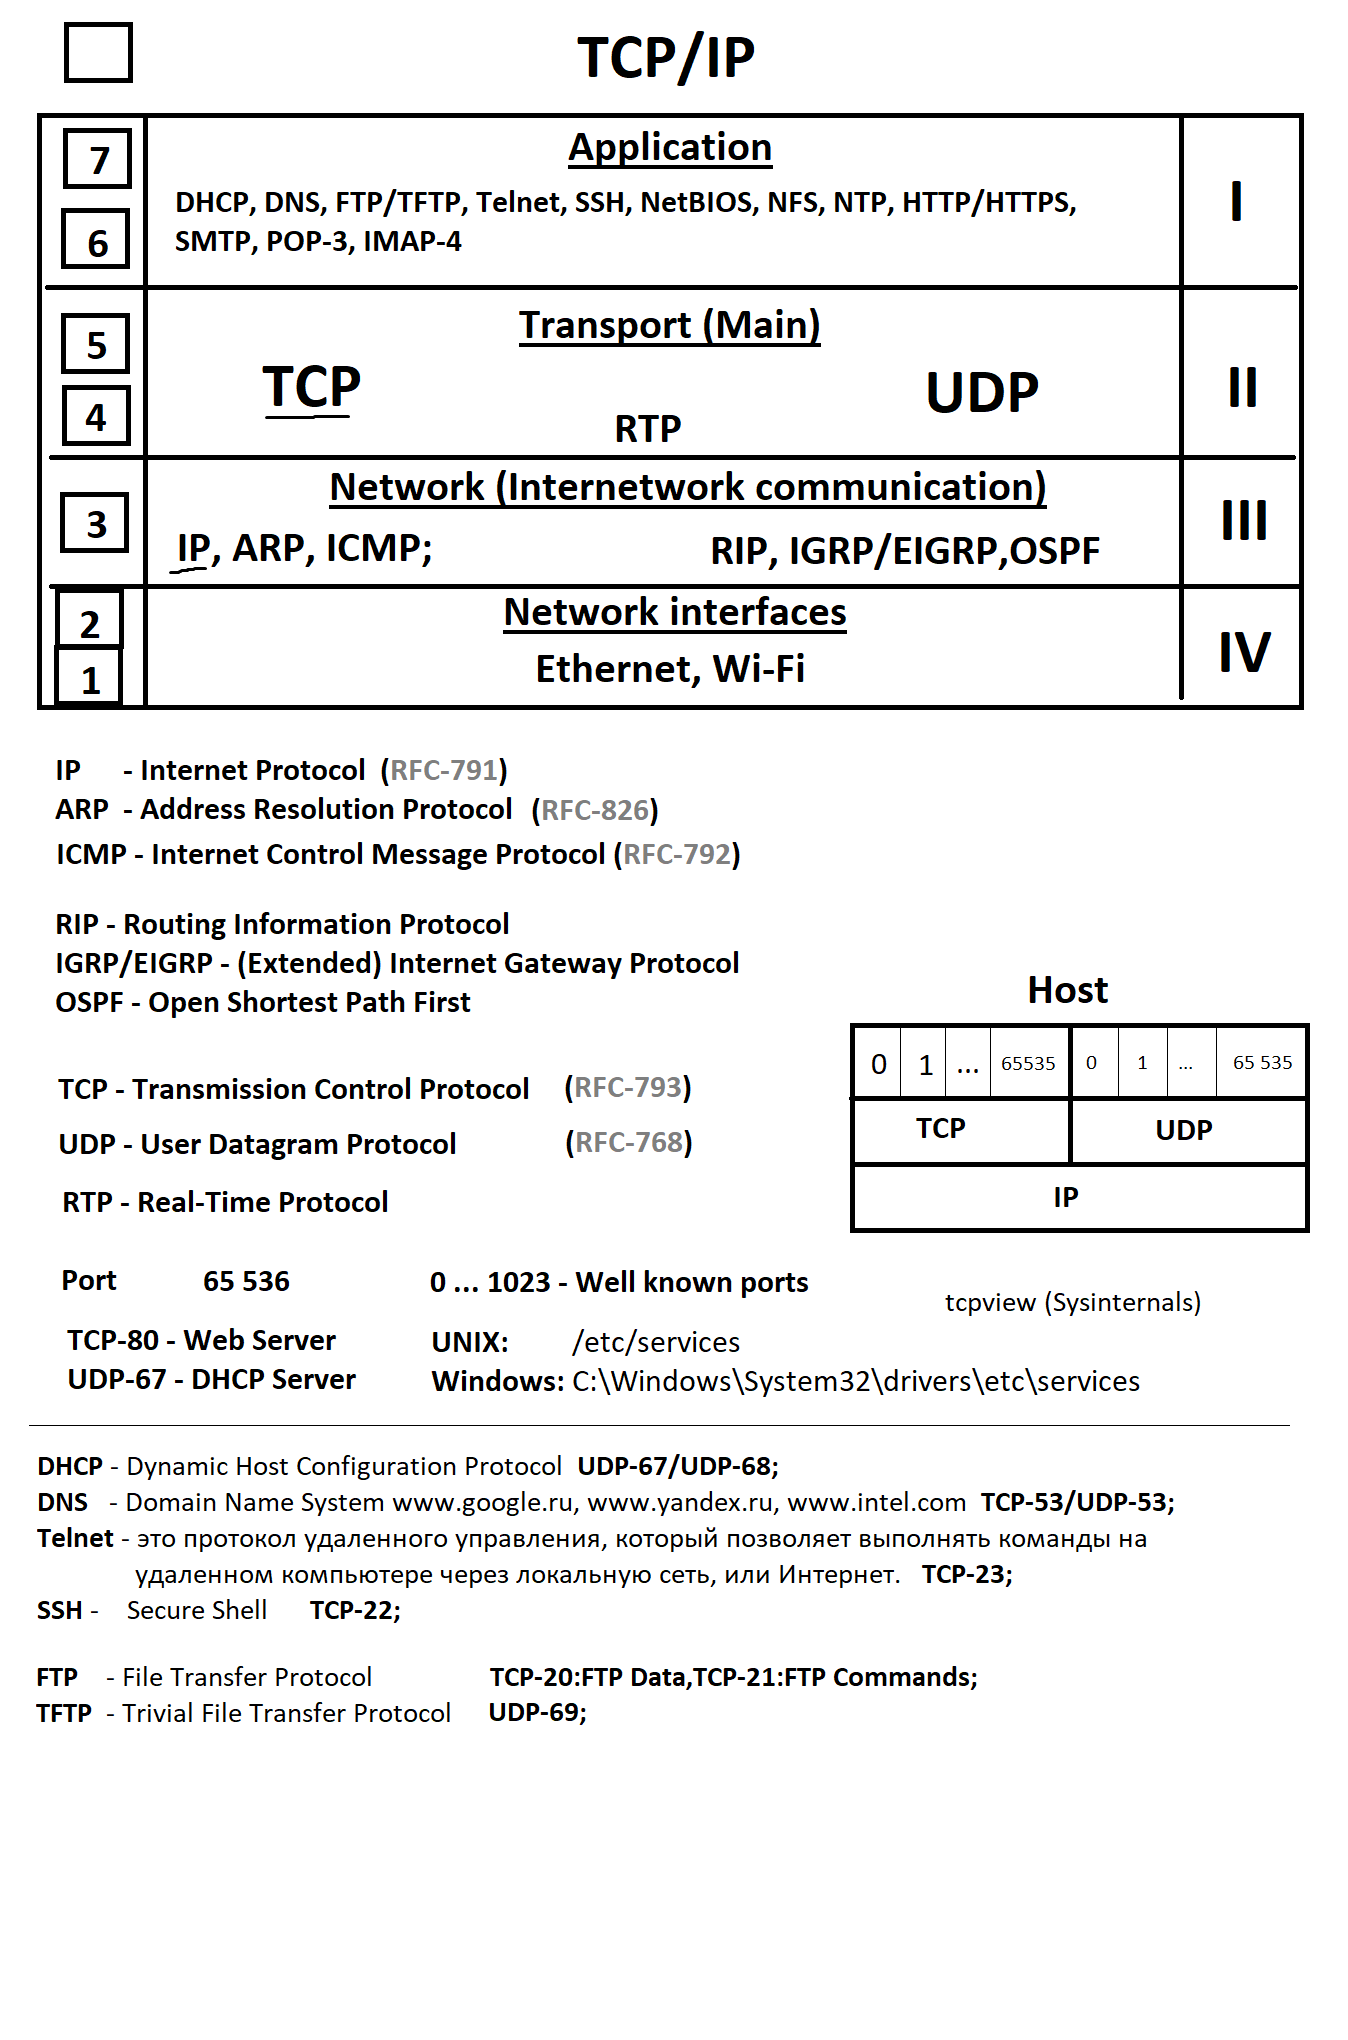 TCP/IP
7
Application
I
DHCP, DNS, FTP/TFTP, Telnet, SSH, NetBIOS, NFS, NTP, HTTP/HTTPS,
6
SMTP, POP-3, IMAP-4
5
Transport (Main)
II
4
TCP
UDP
RTP
3
Network (Internetwork communication)
III
IP, ARP, ICMP;
RIP, IGRP/EIGRP,OSPF
2
Network interfaces
IV
1
Ethernet, Wi-Fi
IP - Internet Protocol (RFC-791)
ARP - Address Resolution Protocol (RFC-826)
ICMP - Internet Control Message Protocol (RFC-792)
RIP - Routing Information Protocol
IGRP/EIGRP - (Extended) Internet Gateway Protocol
OSPF - Open Shortest Path First
Host
0 1 ... 65535 0 1 ... 65 535
TCP UDP
IP
TCP - Transmission Control Protocol (RFC-793)
UDP - User Datagram Protocol (RFC-768)
RTP - Real-Time Protocol
Port 65 536 0 ... 1023 - Well known ports
tcpview (Sysinternals)
TCP-80 - Web Server UNIX: /etc/services
UDP-67 - DHCP Server Windows: C:\Windows\System32\drivers\etc\services
DHCP - Dynamic Host Configuration Protocol UDP-67/UDP-68;
DNS - Domain Name System www.google.ru, www.yandex.ru, www.intel.com TCP-53/UDP-53;
Telnet - это протокол удаленного управления, который позволяет выполнять команды на
удаленном компьютере через локальную сеть, или Интернет. TCP-23;
SSH - Secure Shell TCP-22;
FTP - File Transfer Protocol TCP-20:FTP Data,TCP-21:FTP Commands;
TFTP - Trivial File Transfer Protocol UDP-69;